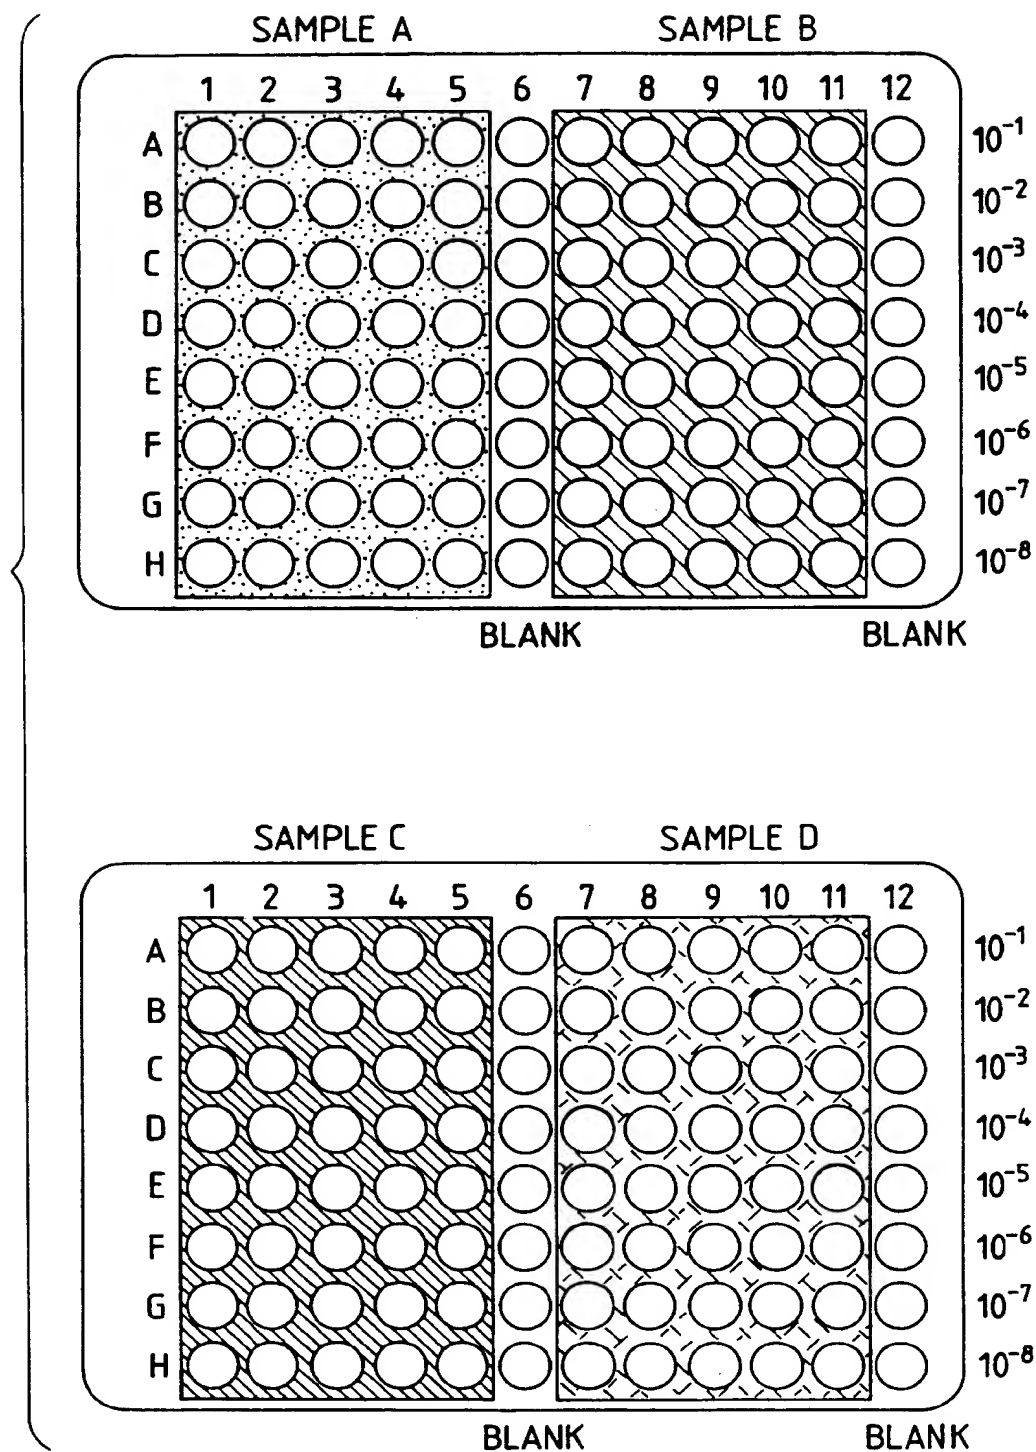 SAMPLE A SAMPLE B
1 2 3 4 5 6 7 8 9 10 11 12
A 10⁻¹
B 10⁻²
C 10⁻³
D 10⁻⁴
E 10⁻⁵
F 10⁻⁶
G 10⁻⁷
H 10⁻⁸
BLANK BLANK
SAMPLE C SAMPLE D
1 2 3 4 5 6 7 8 9 10 11 12
A 10⁻¹
B 10⁻²
C 10⁻³
D 10⁻⁴
E 10⁻⁵
F 10⁻⁶
G 10⁻⁷
H 10⁻⁸
BLANK BLANK